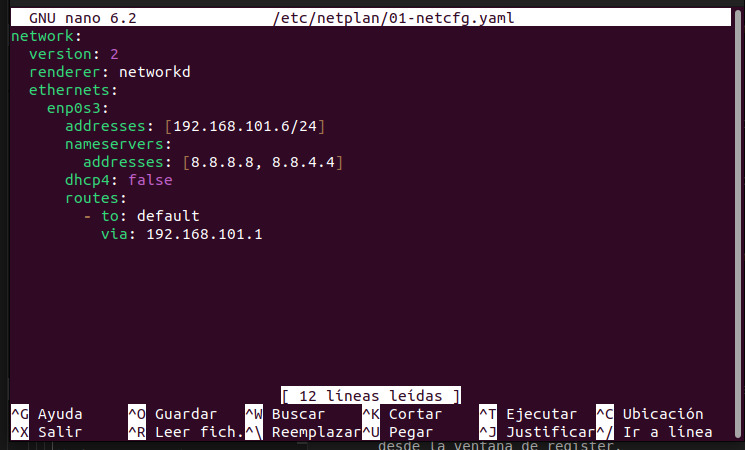 GNU nano 6.2 /etc/netplan/01-netcfg.yaml
network:
  version: 2
  renderer: networkd
  ethernets:
    enp0s3:
      addresses: [192.168.101.6/24]
      nameservers:
        addresses: [8.8.8.8, 8.8.4.4]
      dhcp4: false
      routes:
        - to: default
          via: 192.168.101.1
[ 12 líneas leídas ]
^G Ayuda ^O Guardar ^W Buscar ^K Cortar ^T Ejecutar ^C Ubicación
^X Salir ^R Leer fich. ^\ Reemplazar ^U Pegar ^J Justificar ^/ Ir a línea
desde la ventana de register.